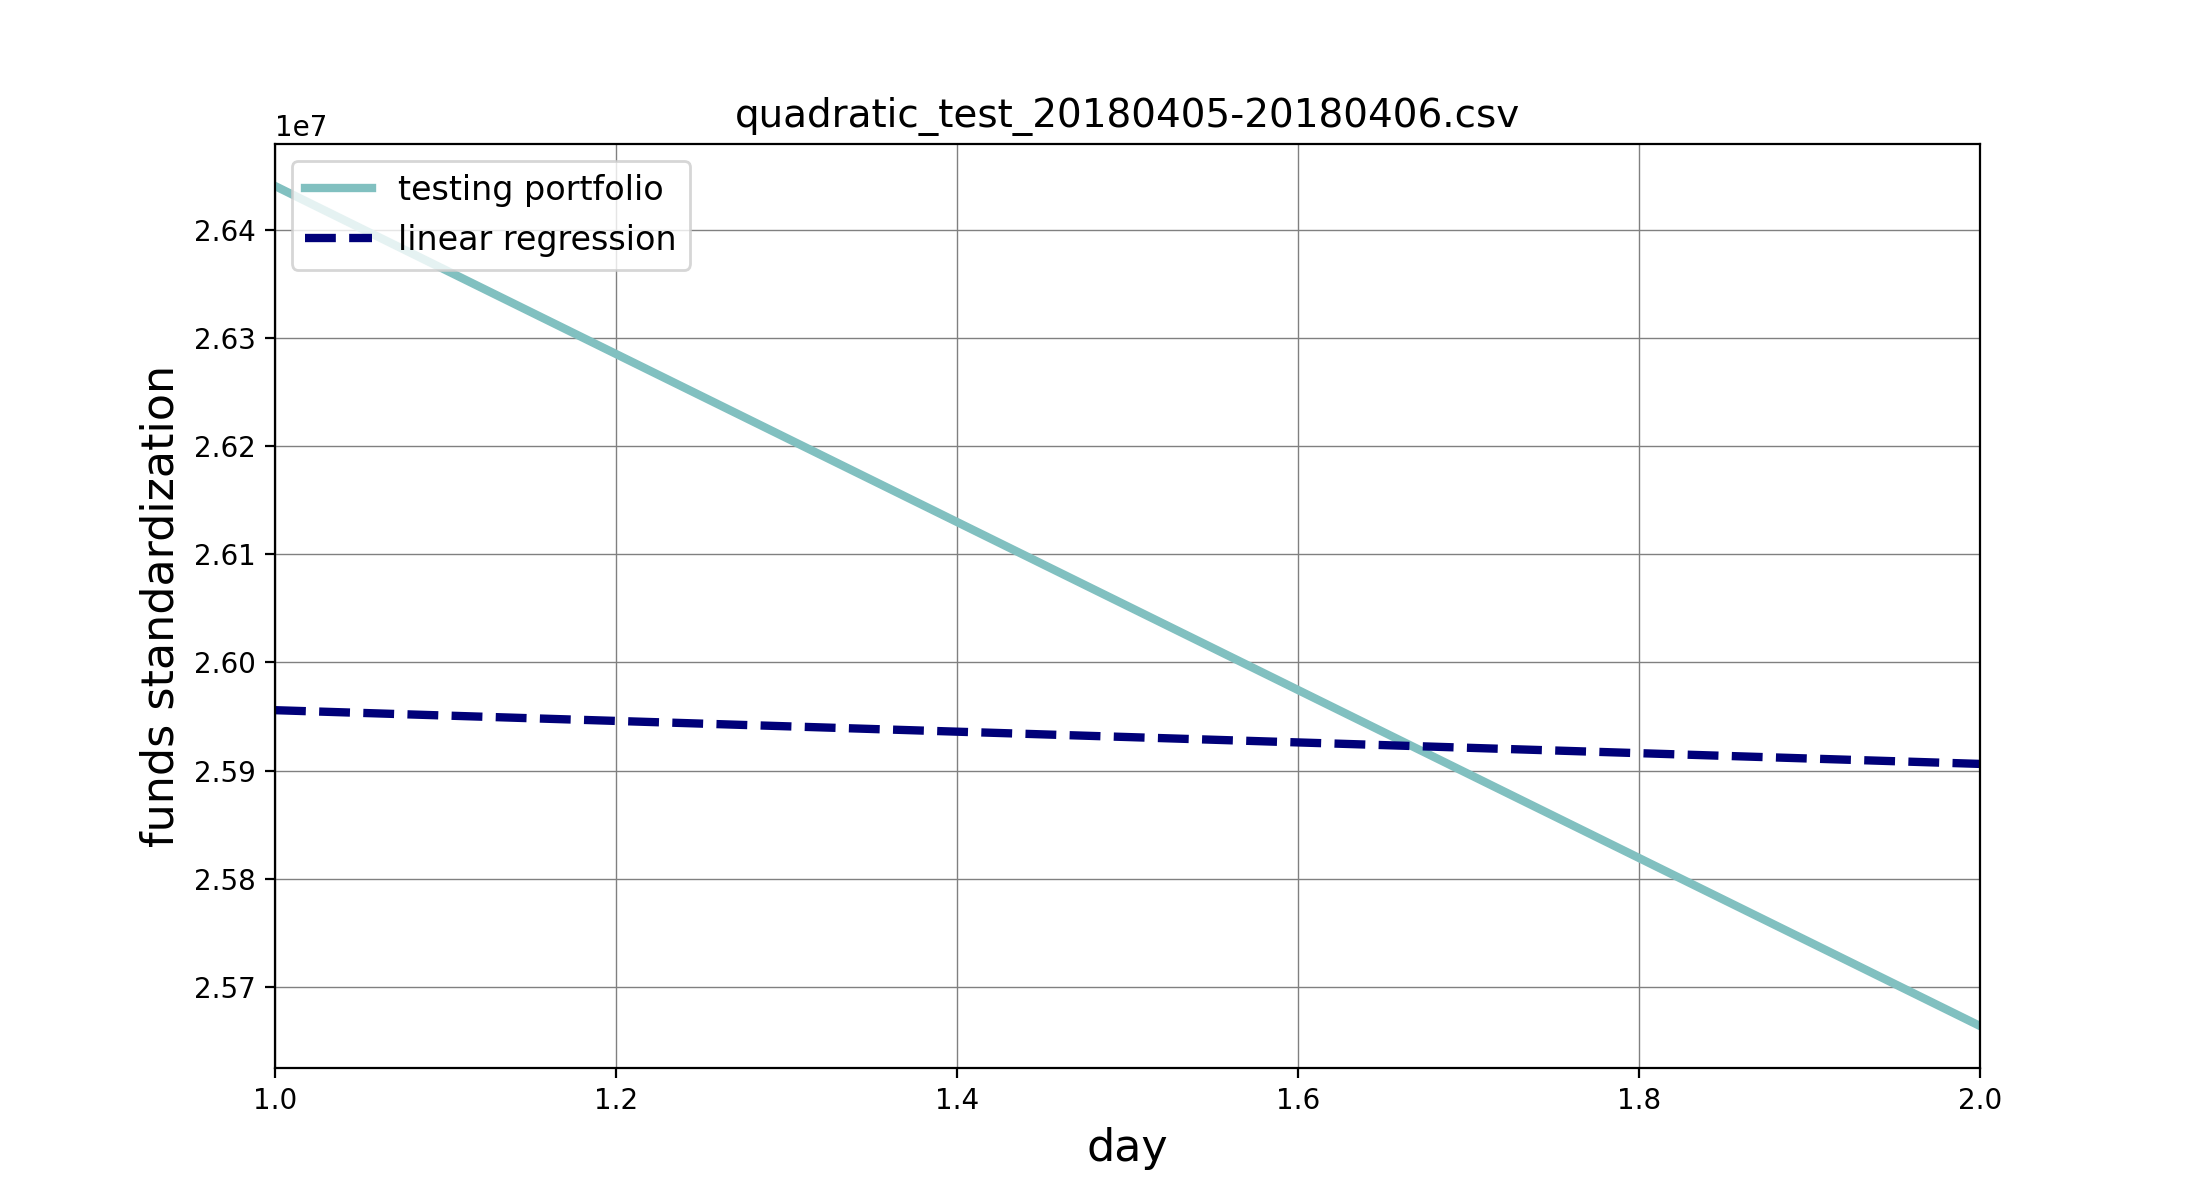 quadratic_test_20180405-20180406.csv
1e7
testing portfolio
linear regression
2.64
2.63
2.62
2.61
2.60
2.59
2.58
2.57
funds standardization
1.0 1.2 1.4 1.6 1.8 2.0
day